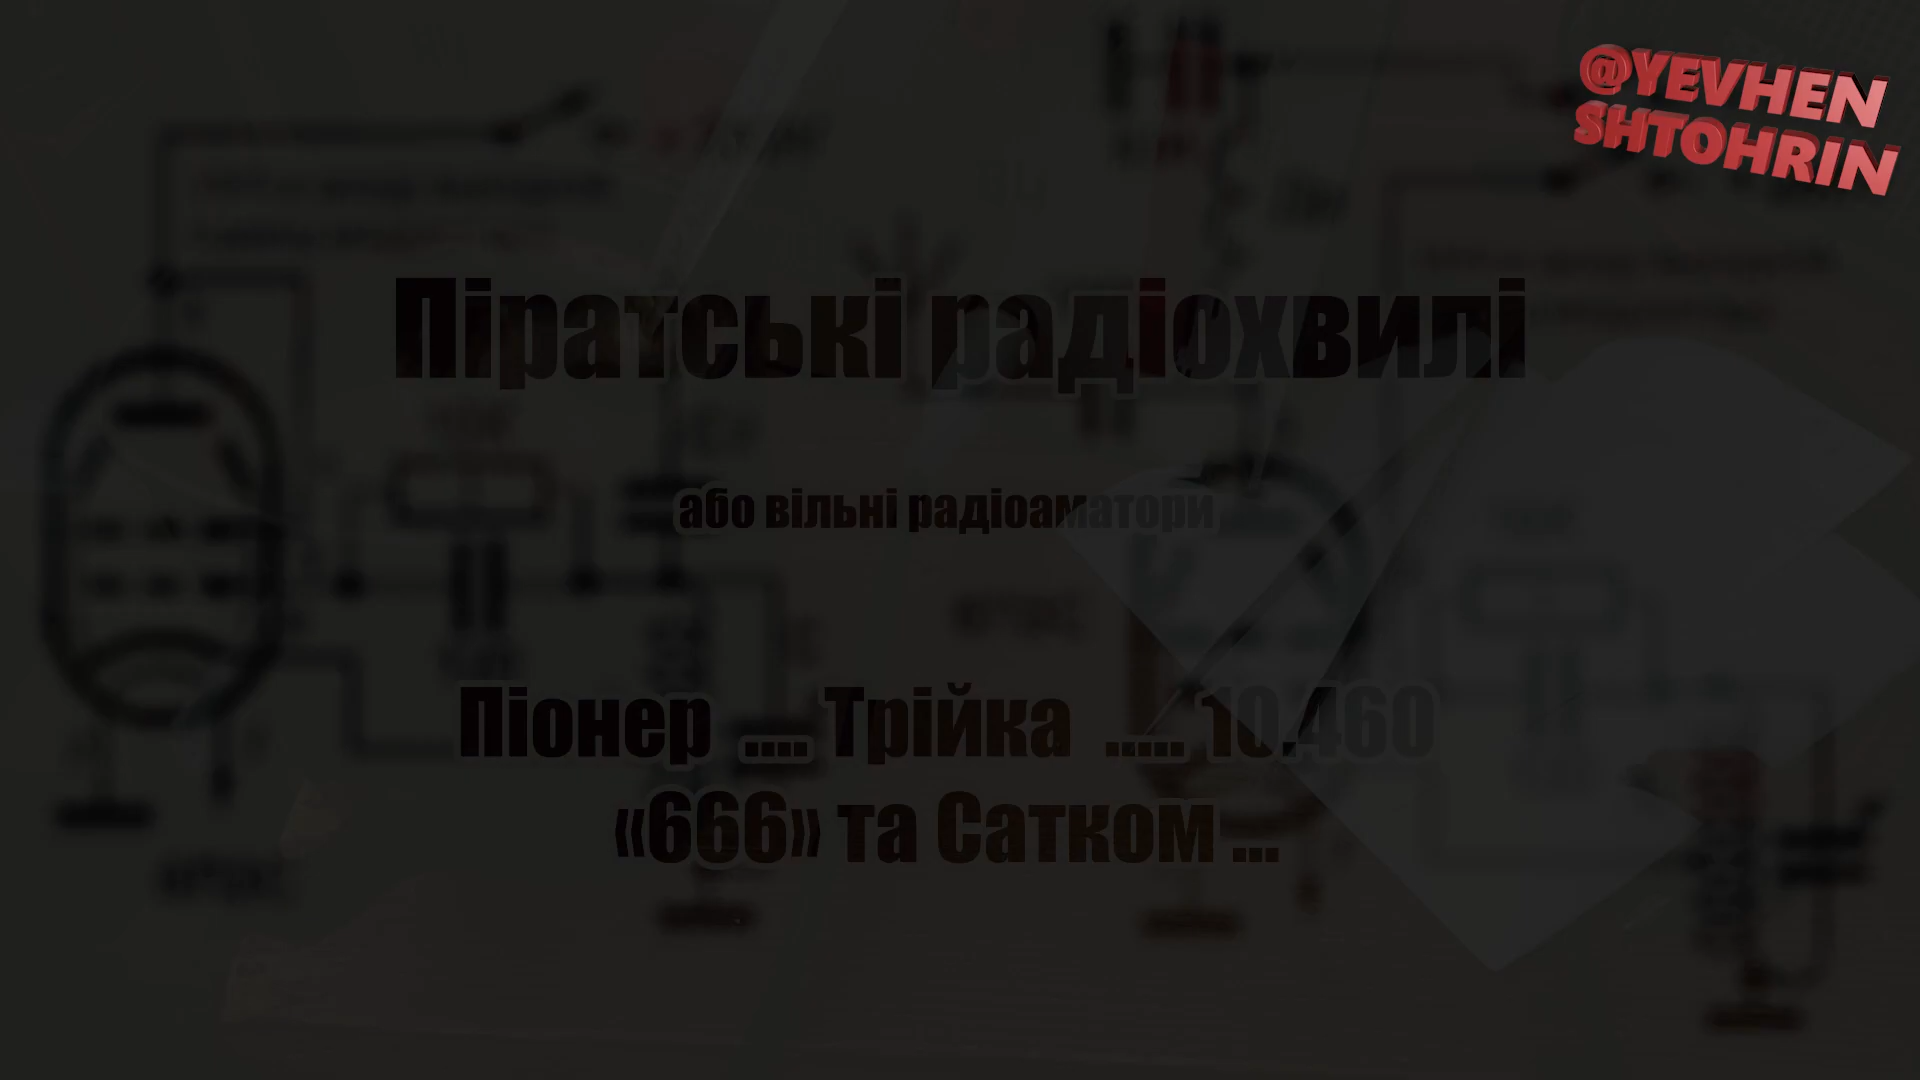 @YEVHEN
SHTOHRIN
Піратські радіохвилі
або вільні радіоаматори
Піонер .... Трійка ..... 10.460
«666» та Сатком ...